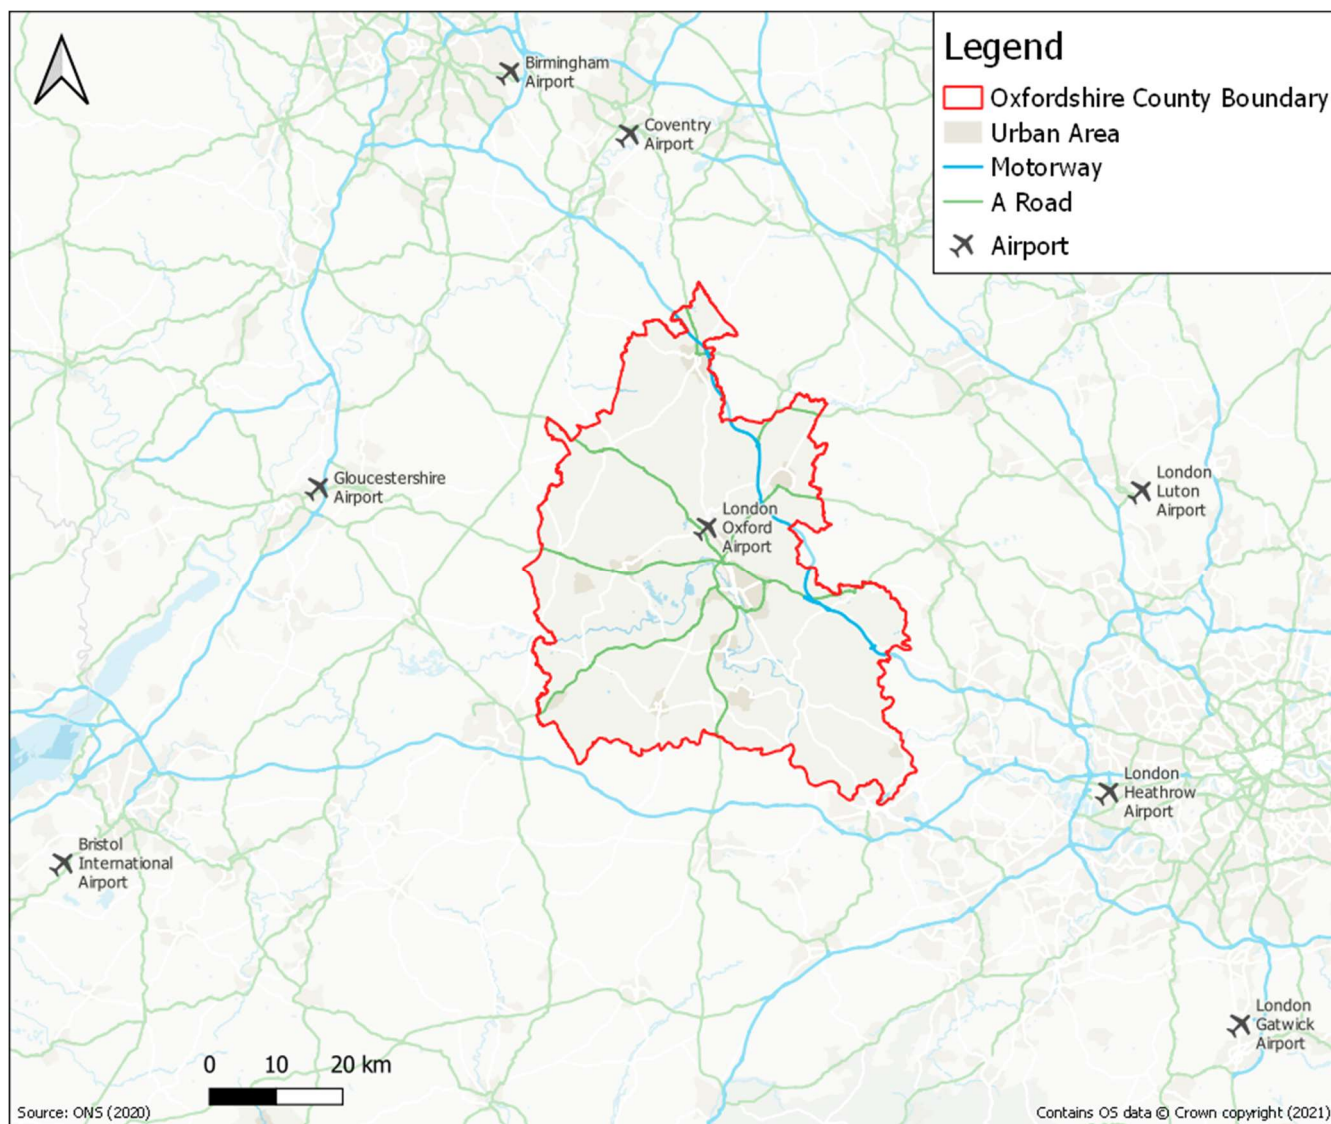 Legend
Oxfordshire County Boundary
Urban Area
Motorway
A Road
Airport
Birmingham
Airport
Coventry
Airport
Gloucestershire
Airport
London
Oxford
Airport
London
Luton
Airport
London
Heathrow
Airport
Bristol
International
Airport
London
Gatwick
Airport
0 10 20 km
Source: ONS (2020)
Contains OS data © Crown copyright (2021)